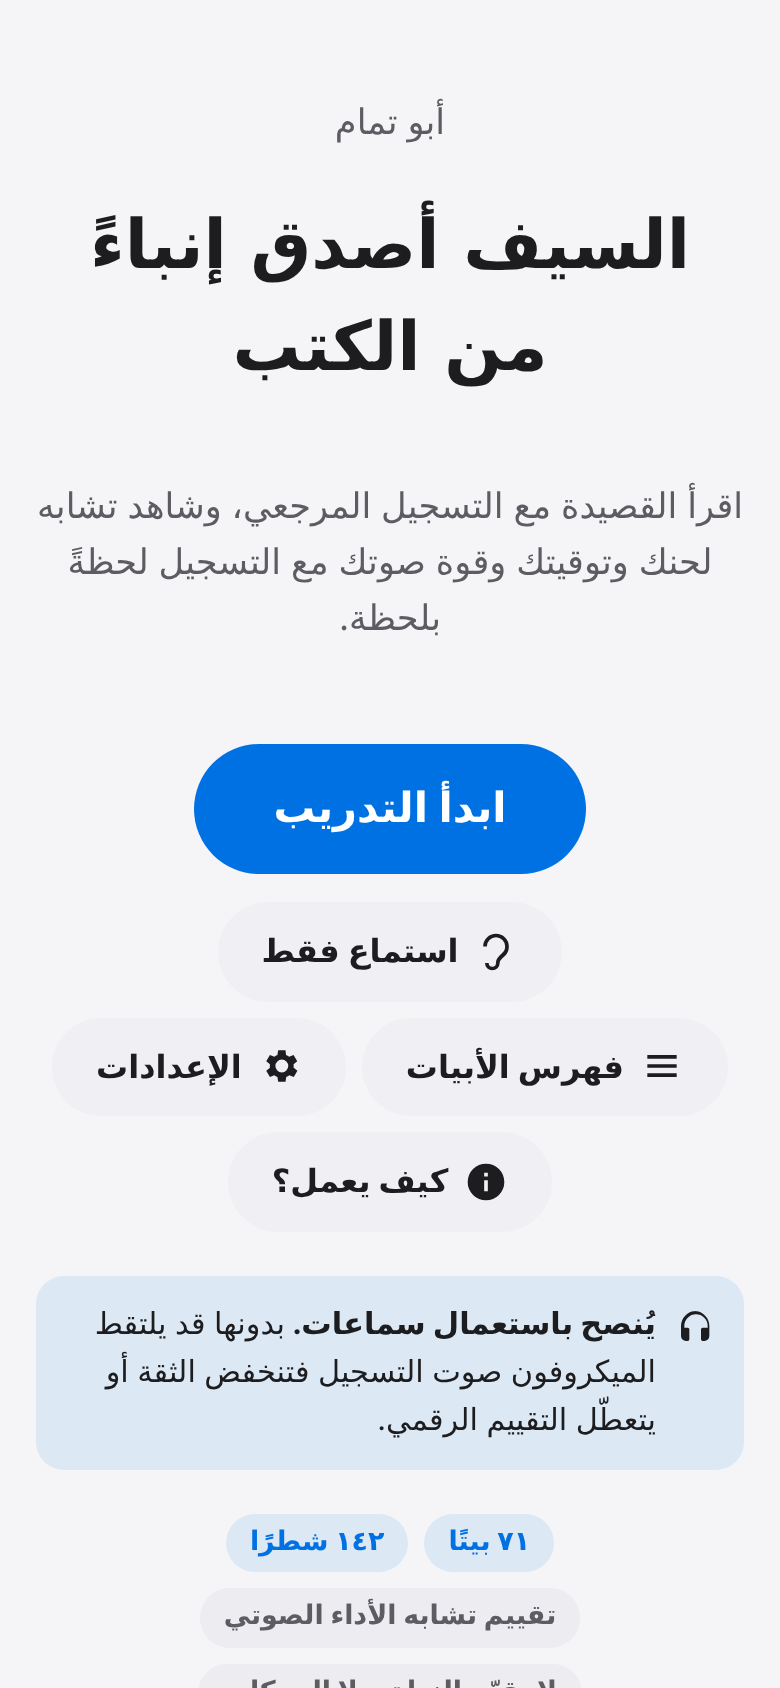 أبو تمام
السيف أصدق إنباءً
من الكتب
اقرأ القصيدة مع التسجيل المرجعي، وشاهد تشابه
لحنك وتوقيتك وقوة صوتك مع التسجيل لحظةً
بلحظة.
ابدأ التدريب
استماع فقط
فهرس الأبيات
الإعدادات
كيف يعمل؟
يُنصح باستعمال سماعات. بدونها قد يلتقط
الميكروفون صوت التسجيل فتنخفض الثقة أو
يتعطّل التقييم الرقمي.
٧١ بيتًا
١٤٢ شطرًا
تقييم تشابه الأداء الصوتي